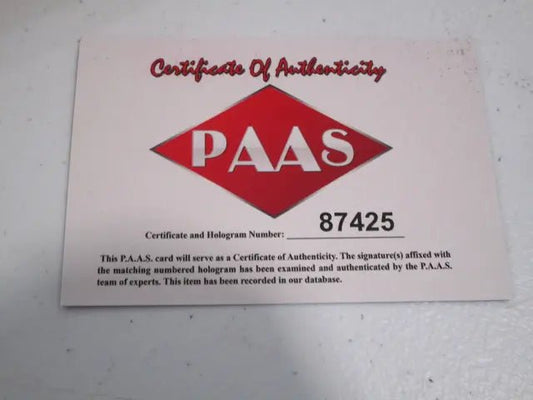 Certificate Of Authenticity
PAAS
Certificate and Hologram Number: 87425
This P.A.A.S. card will serve as a Certificate of Authenticity. The signature(s) affixed with
the matching numbered hologram has been examined and authenticated by the P.A.A.S.
team of experts. This item has been recorded in our database.